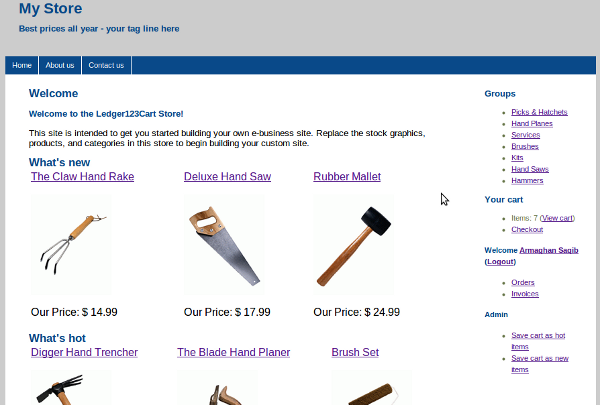 My Store
Best prices all year - your tag line here
Home About us Contact us
Welcome
Welcome to the Ledger123Cart Store!
This site is intended to get you started building your own e-business site. Replace the stock graphics,
products, and categories in this store to begin building your custom site.
What's new
The Claw Hand Rake Deluxe Hand Saw Rubber Mallet
Our Price: $ 14.99 Our Price: $ 17.99 Our Price: $ 24.99
What's hot
Digger Hand Trencher The Blade Hand Planer Brush Set
Groups
Picks & Hatchets
Hand Planes
Services
Brushes
Kits
Hand Saws
Hammers
Your cart
Items: 7 (View cart)
Checkout
Welcome Armaghan Saqib
(Logout)
Orders
Invoices
Admin
Save cart as hot
items
Save cart as new
items